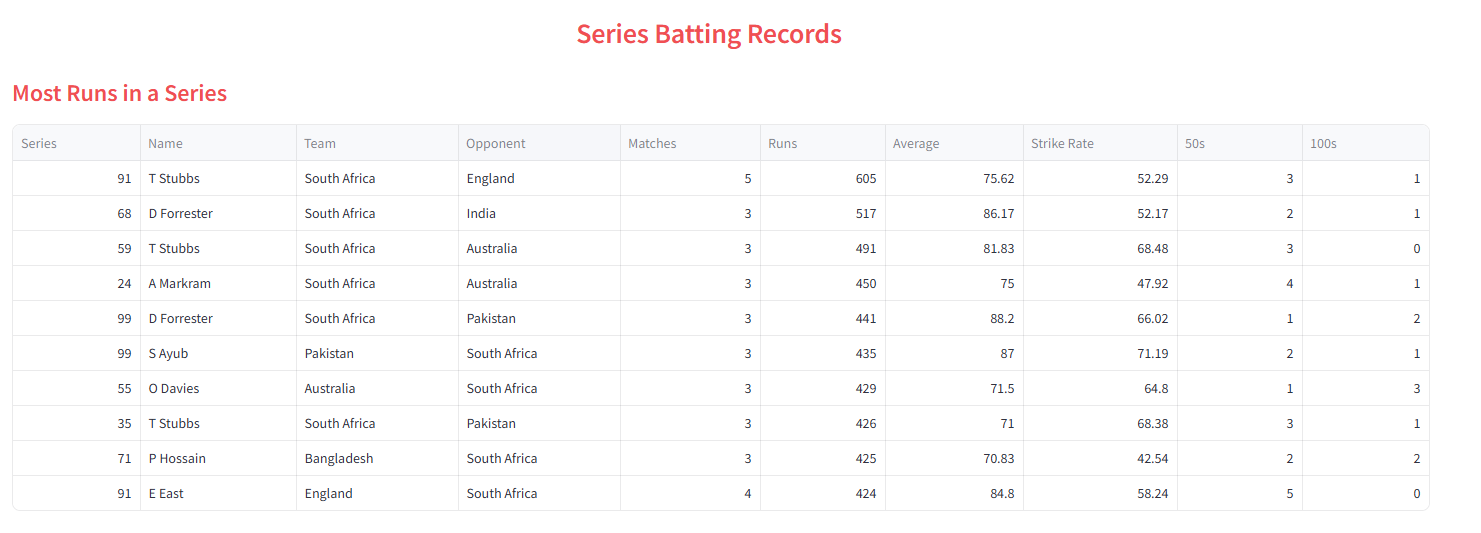 Series Batting Records
Most Runs in a Series
Series Name Team Opponent Matches Runs Average Strike Rate 50s 100s
91 T Stubbs South Africa England 5 605 75.62 52.29 3 1
68 D Forrester South Africa India 3 517 86.17 52.17 2 1
59 T Stubbs South Africa Australia 3 491 81.83 68.48 3 0
24 A Markram South Africa Australia 3 450 75 47.92 4 1
99 D Forrester South Africa Pakistan 3 441 88.2 66.02 1 2
99 S Ayub Pakistan South Africa 3 435 87 71.19 2 1
55 O Davies Australia South Africa 3 429 71.5 64.8 1 3
35 T Stubbs South Africa Pakistan 3 426 71 68.38 3 1
71 P Hossain Bangladesh South Africa 3 425 70.83 42.54 2 2
91 E East England South Africa 4 424 84.8 58.24 5 0